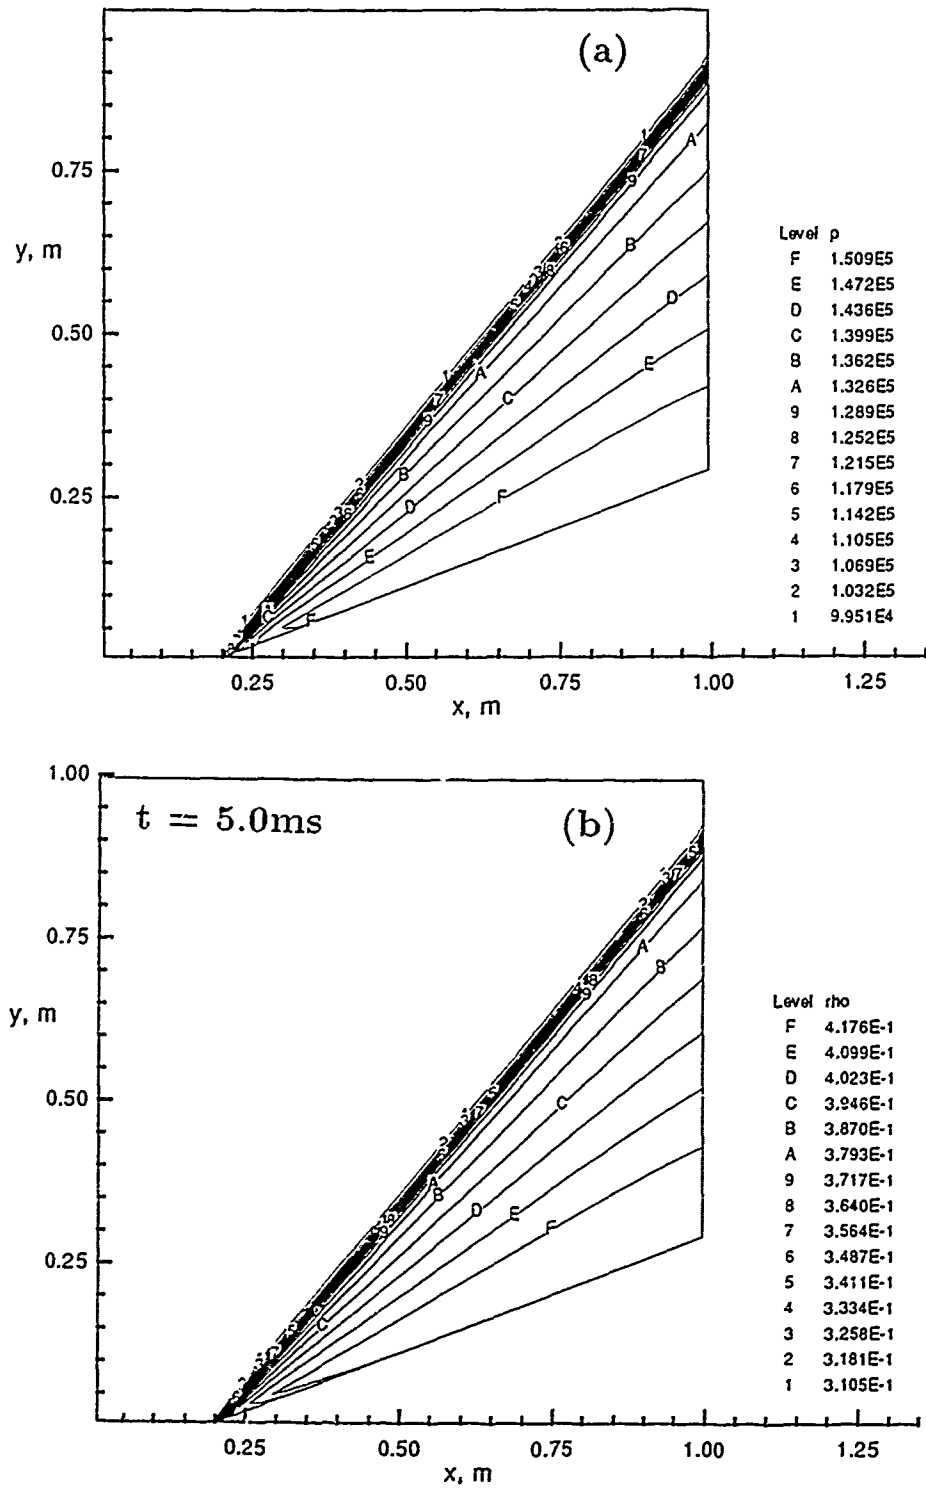 (a)
0.75
y, m
0.50
0.25
0.25 0.50 0.75 1.00 1.25
x, m
1
7
9
A
B
D
E
A
C
B
D
E
F
F
Level p
F 1.509E5
E 1.472E5
D 1.436E5
C 1.399E5
B 1.362E5
A 1.326E5
9 1.289E5
8 1.252E5
7 1.215E5
6 1.179E5
5 1.142E5
4 1.105E5
3 1.069E5
2 1.032E5
1 9.951E4
1.00
t = 5.0ms
(b)
0.75
y, m
0.50
0.25
0.25 0.50 0.75 1.00 1.25
x, m
A
B
9
C
A
B
D
E
F
C
Level rho
F 4.176E-1
E 4.099E-1
D 4.023E-1
C 3.946E-1
B 3.870E-1
A 3.793E-1
9 3.717E-1
8 3.640E-1
7 3.564E-1
6 3.487E-1
5 3.411E-1
4 3.334E-1
3 3.258E-1
2 3.181E-1
1 3.105E-1